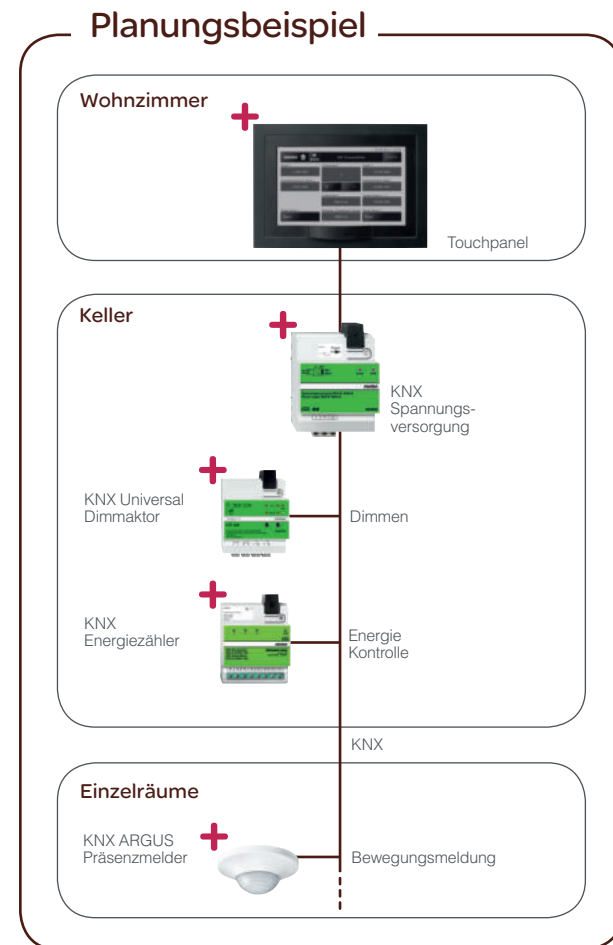 Planungsbeispiel
Wohnzimmer
Touchpanel
Keller
KNX
Spannungs-
versorgung
KNX Universal
Dimmaktor
Dimmen
KNX
Energiezähler
Energie
Kontrolle
KNX
Einzelräume
KNX ARGUS
Präsenzmelder
Bewegungsmeldung